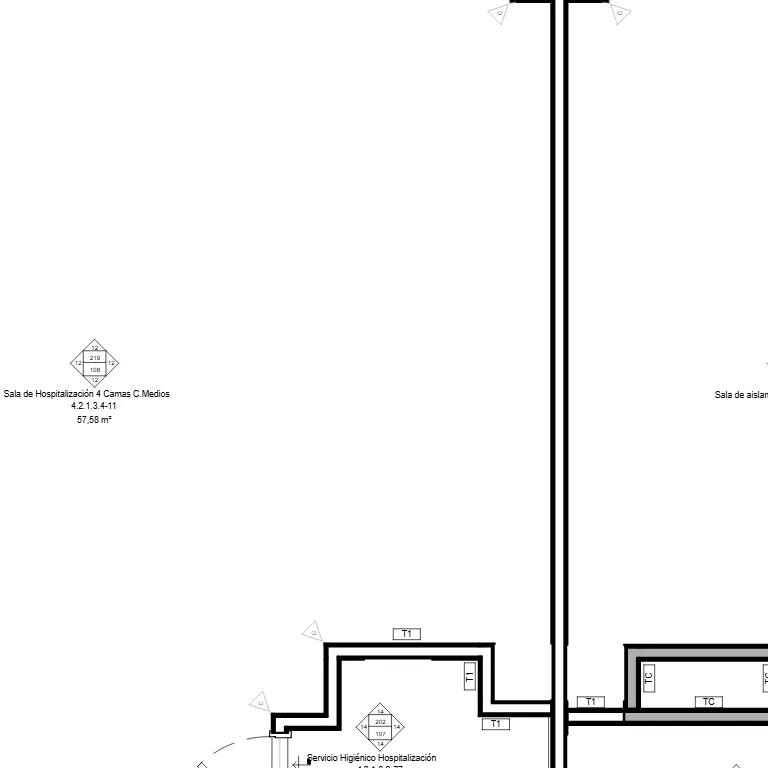 C
C
12
219
12
12
108
12
Sala de Hospitalización 4 Camas C.Medios
4.2.1.3.4-11
57,58 m²
Sala de aislam
C
T1
T1
TC
C
T1
TC
14
202
14
14
107
14
T1
Servicio Higiénico Hospitalización